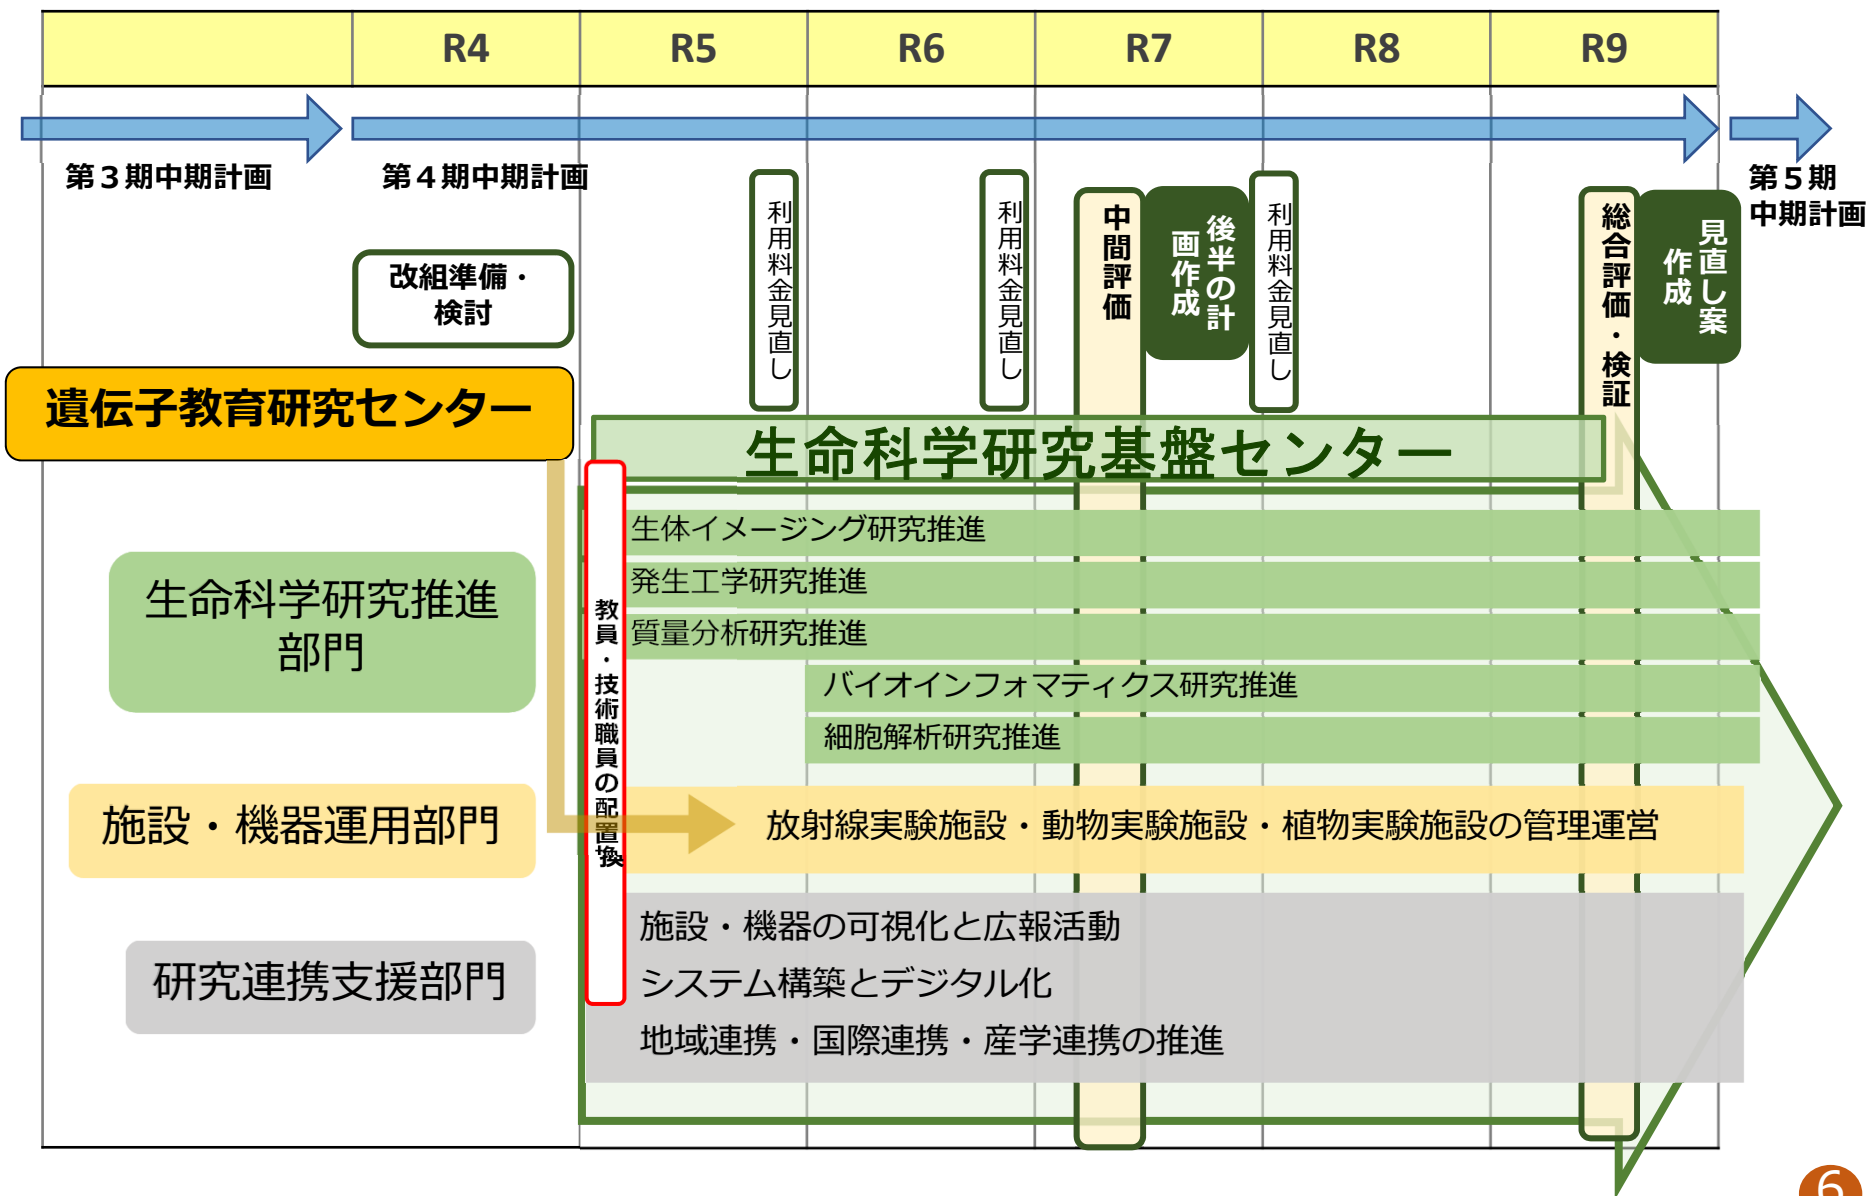 R4
R5
R6
R7
R8
R9
第３期中期計画
第４期中期計画
第５期
中期計画
改組準備・
検討
利用料金見直し
利用料金見直し
中間評価
後半の計
画作成
利用料金見直し
総合評価・検証
見直し案
作成
遺伝子教育研究センター
生命科学研究基盤センター
教員・技術職員の配置換
生命科学研究推進
部門
生体イメージング研究推進
発生工学研究推進
質量分析研究推進
バイオインフォマティクス研究推進
細胞解析研究推進
施設・機器運用部門
放射線実験施設・動物実験施設・植物実験施設の管理運営
研究連携支援部門
施設・機器の可視化と広報活動
システム構築とデジタル化
地域連携・国際連携・産学連携の推進
6